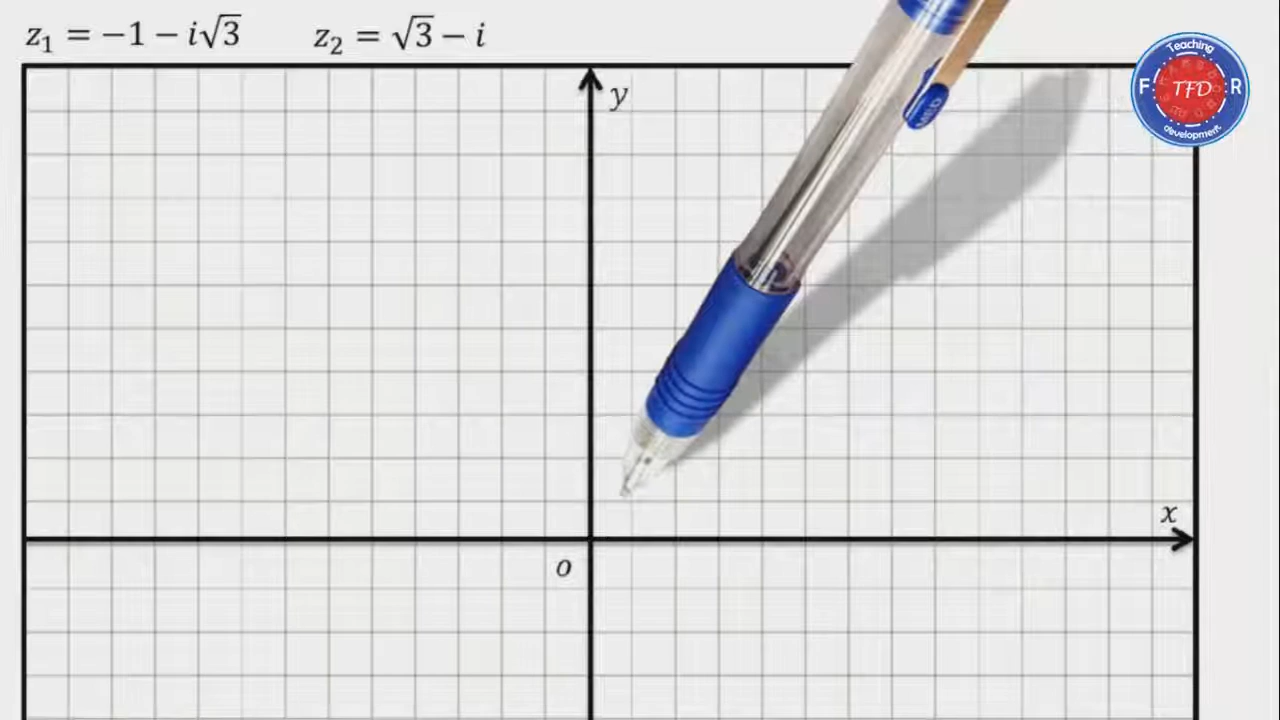 z₁ = −1 − i√3 z₂ = √3 − i
y
x
o
Teaching
F TFD R
development